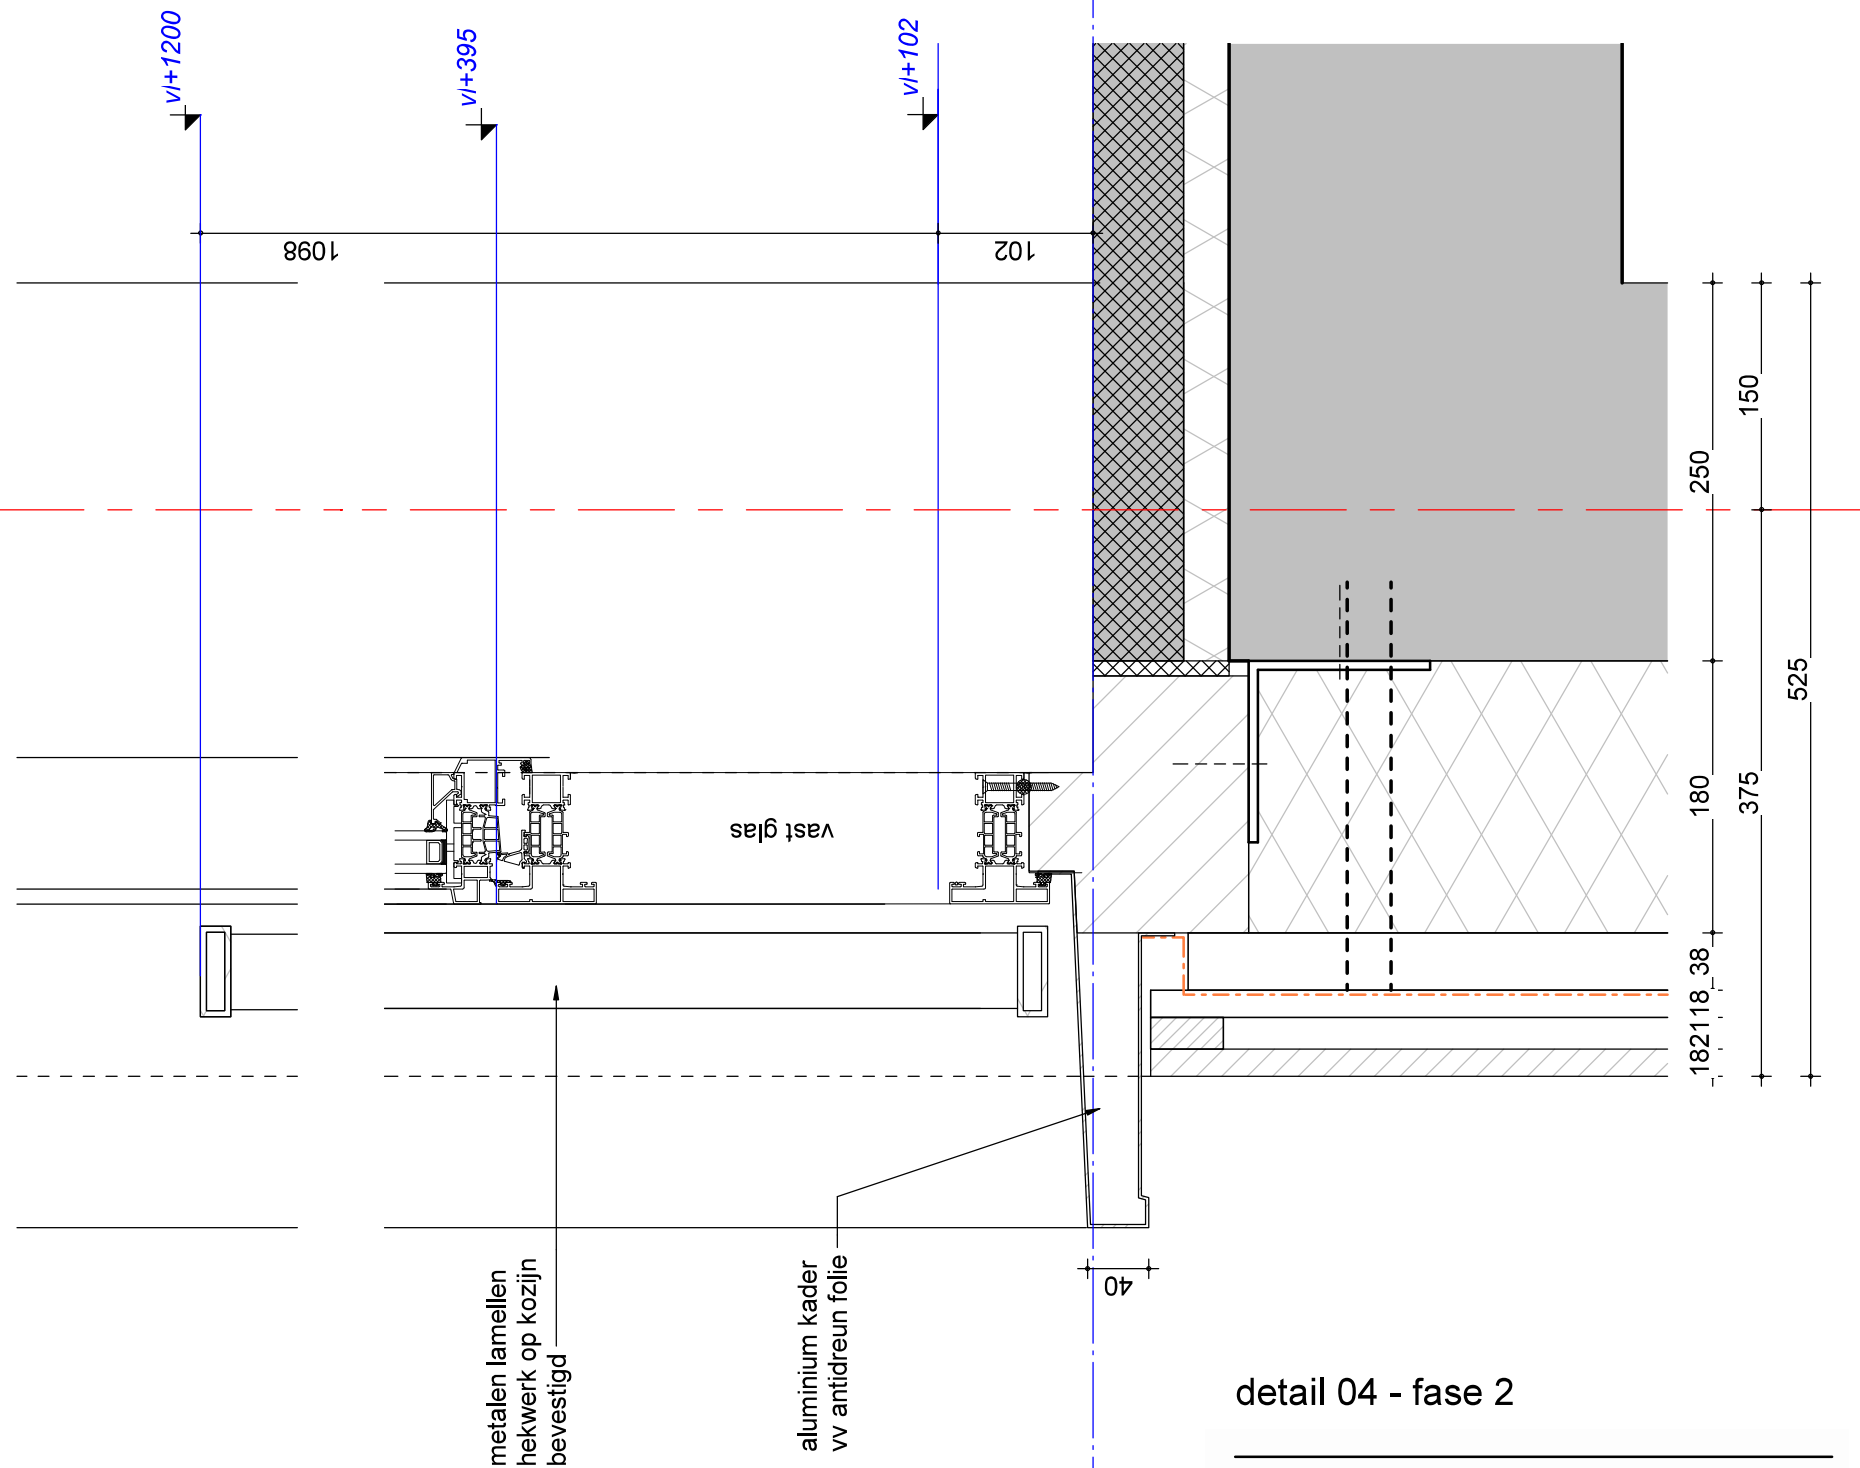 vl+1200
vl+395
vl+102
1098
102
150
250
525
180
375
38
18
21
18
vast glas
40
metalen lamellen
hekwerk op kozijn
bevestigd
aluminium kader
vv antidreun folie
detail 04 - fase 2